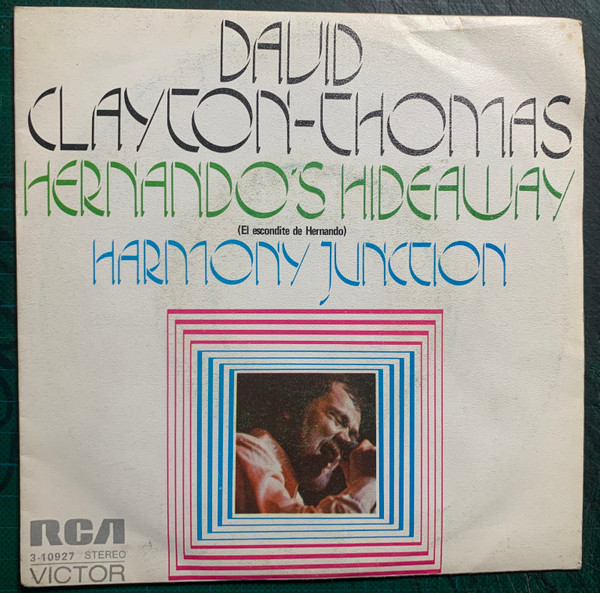 DAVID
CLAYTON-THOMAS
HERNANDO'S HIDEAWAY
(El escondite de Hernando)
HARMONY JUNCTION
RCA
3-10927 STEREO
VICTOR